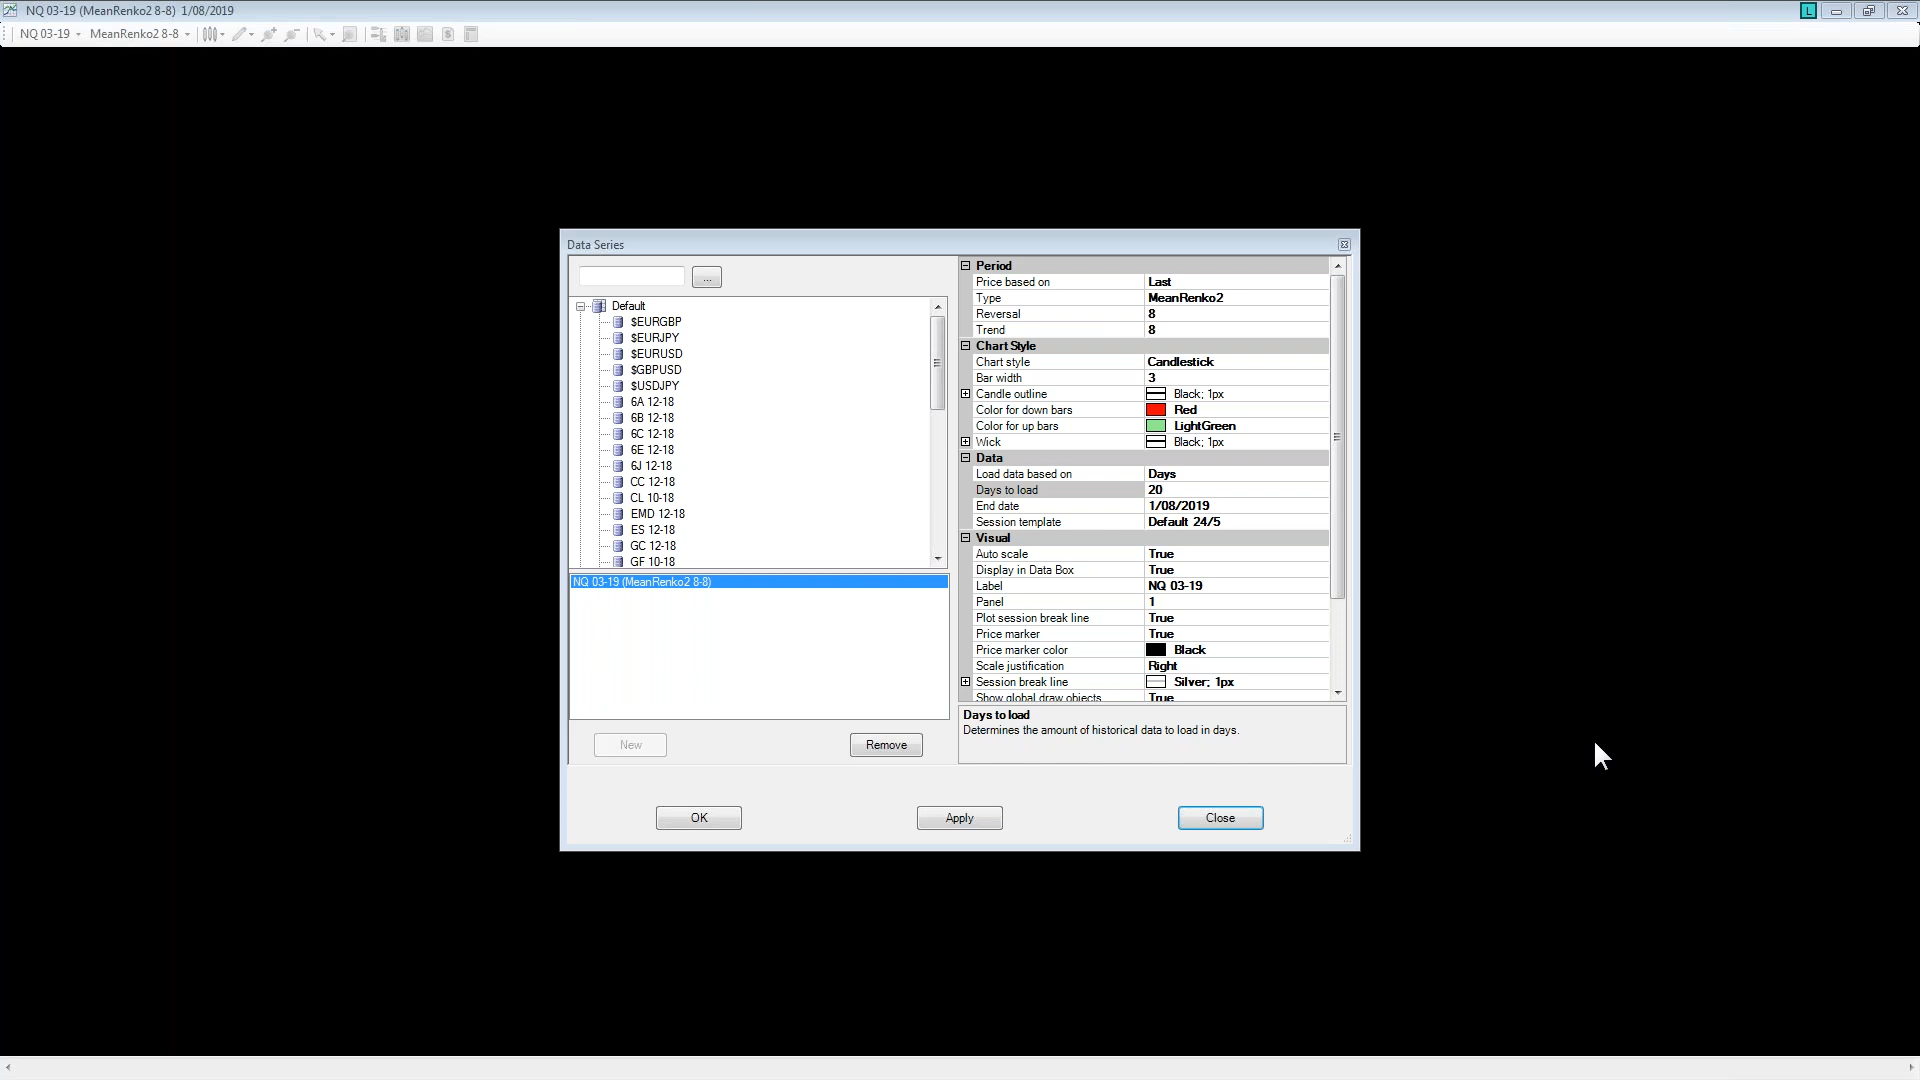 NQ 03-19 (MeanRenko2 8-8)  1/08/2019
L
NQ 03-19
MeanRenko2 8-8
Data Series
...
Default
$EURGBP
$EURJPY
$EURUSD
$GBPUSD
$USDJPY
6A 12-18
6B 12-18
6C 12-18
6E 12-18
6J 12-18
CC 12-18
CL 10-18
EMD 12-18
ES 12-18
GC 12-18
GF 10-18
NQ 03-19 (MeanRenko2 8-8)
New
Remove
Period
Price based on Last
Type MeanRenko2
Reversal 8
Trend 8
Chart Style
Chart style Candlestick
Bar width 3
Candle outline Black; 1px
Color for down bars Red
Color for up bars LightGreen
Wick Black; 1px
Data
Load data based on Days
Days to load 20
End date 1/08/2019
Session template Default 24/5
Visual
Auto scale True
Display in Data Box True
Label NQ 03-19
Panel 1
Plot session break line True
Price marker True
Price marker color Black
Scale justification Right
Session break line Silver; 1px
Show global draw objects True
Days to load
Determines the amount of historical data to load in days.
OK
Apply
Close